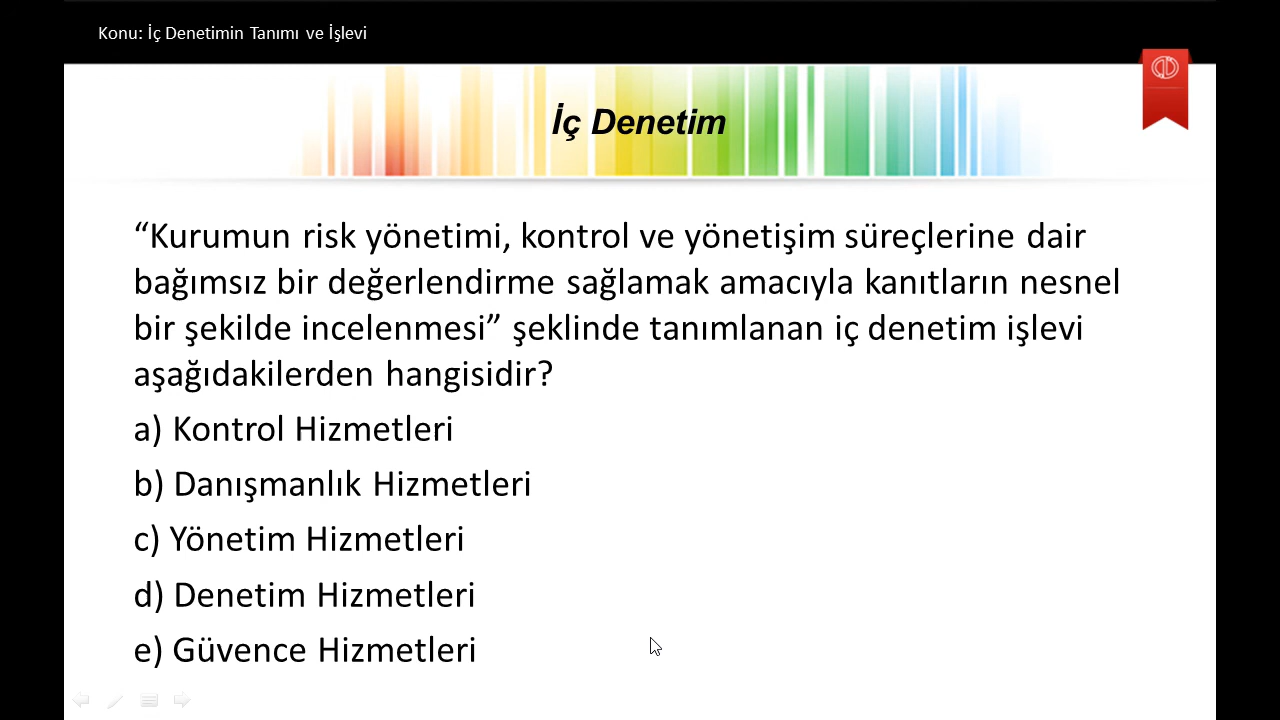 Konu: İç Denetimin Tanımı ve İşlevi
İç Denetim
“Kurumun risk yönetimi, kontrol ve yönetişim süreçlerine dair
bağımsız bir değerlendirme sağlamak amacıyla kanıtların nesnel
bir şekilde incelenmesi” şeklinde tanımlanan iç denetim işlevi
aşağıdakilerden hangisidir?
a) Kontrol Hizmetleri
b) Danışmanlık Hizmetleri
c) Yönetim Hizmetleri
d) Denetim Hizmetleri
e) Güvence Hizmetleri